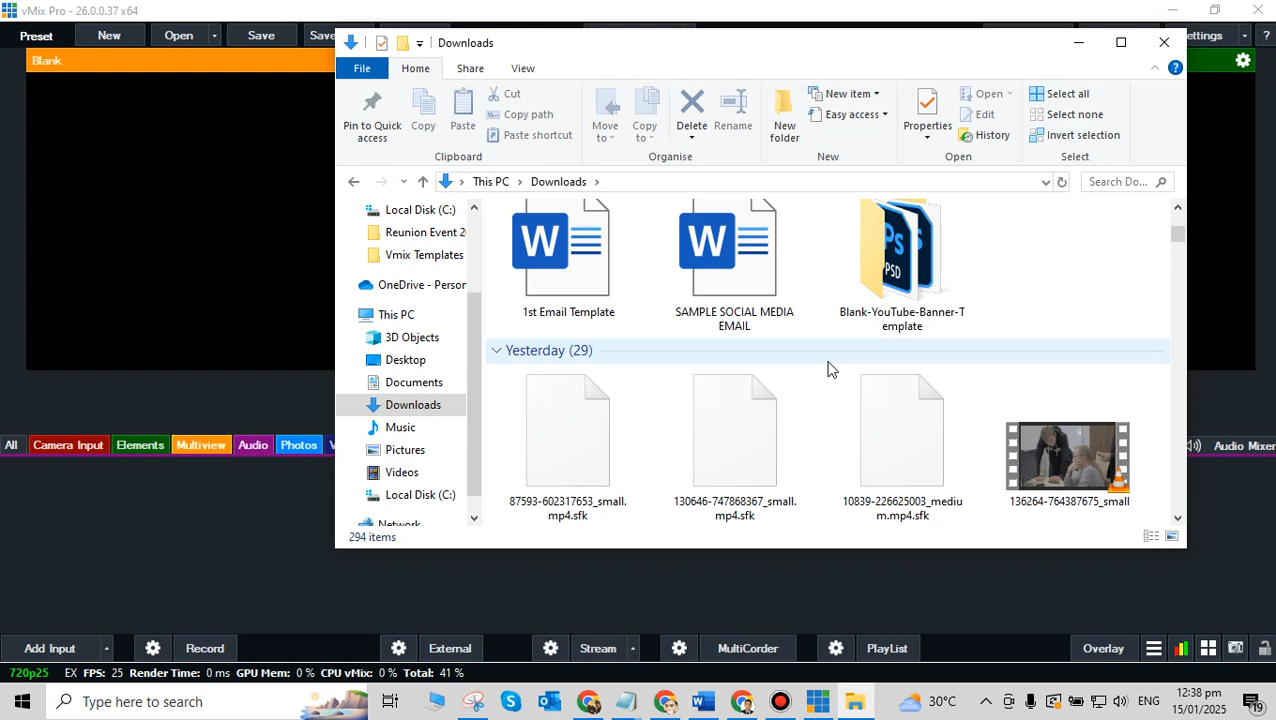 vMix Pro - 26.0.0.37 x64
Preset
New
Open
Save
Save
ettings
?
Blank
Downloads
File
Home
Share
View
?
Pin to Quick
access
Copy
Paste
Cut
Copy path
Paste shortcut
Clipboard
Move
to
Copy
to
Delete
Rename
Organise
New
folder
New item
Easy access
New
Properties
Open
Edit
History
Open
Select all
Select none
Invert selection
Select
This PC
Downloads
Search Do...
Local Disk (C:)
Reunion Event 2
Vmix Templates
OneDrive - Person
This PC
3D Objects
Desktop
Documents
Downloads
Music
Pictures
Videos
Local Disk (C:)
Network
W
1st Email Template
W
SAMPLE SOCIAL MEDIA
EMAIL
Ps
PSD
Blank-YouTube-Banner-T
emplate
Yesterday (29)
87593-602317653_small.
mp4.sfk
130646-747868367_small.
mp4.sfk
10839-226625003_mediu
m.mp4.sfk
136264-764387675_small
294 items
All
Camera Input
Elements
Multiview
Audio
Photos
V
Audio Mixer
Add Input
Record
External
Stream
MultiCorder
PlayList
Overlay
720p25 EX FPS: 25 Render Time: 0 ms GPU Mem: 0 % CPU vMix: 0 % Total: 41 %
Type here to search
30°C
ENG
12:38 pm
15/01/2025
19